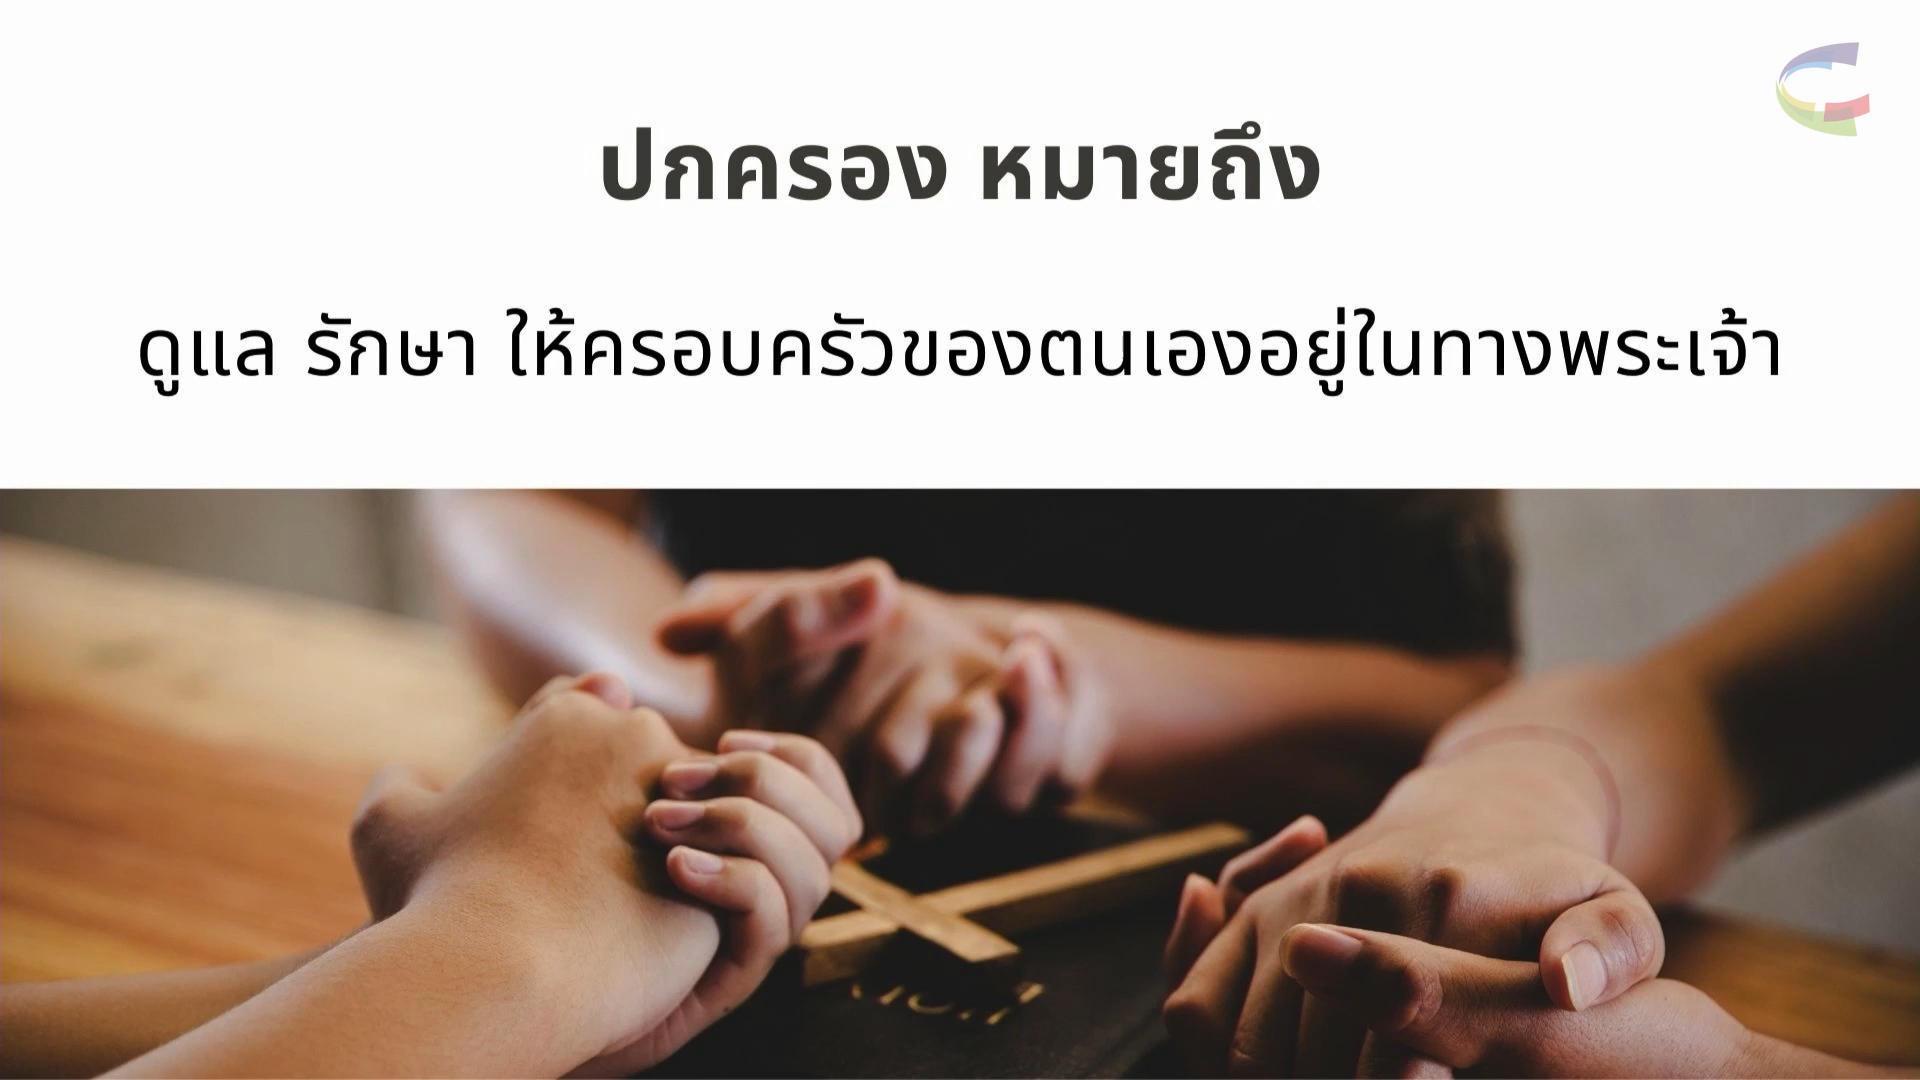 ปกครอง หมายถึง
ดูแล รักษา ให้ครอบครัวของตนเองอยู่ในทางพระเจ้า